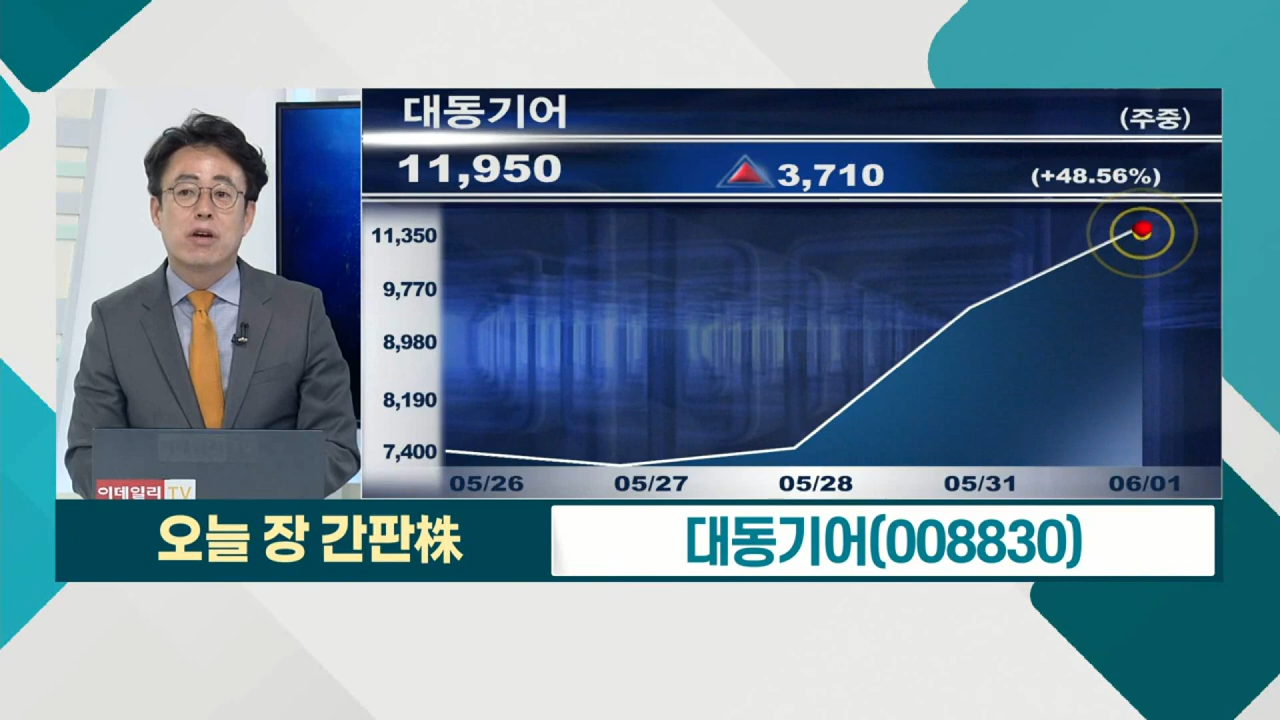 대동기어
(주중)
11,950 3,710 (+48.56%)
11,350
9,770
8,980
8,190
7,400
05/26 05/27 05/28 05/31 06/01
이데일리 TV
오늘 장 간판株
대동기어(008830)